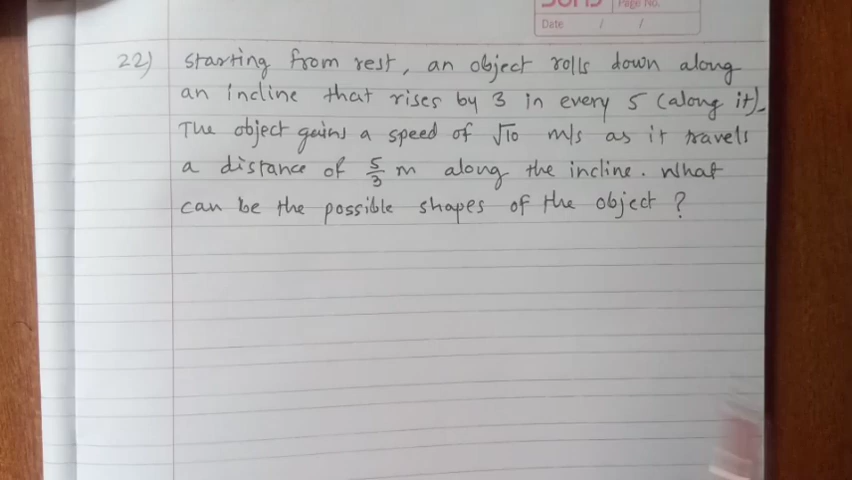 Page No.
Date / /
22) Starting from rest, an object rolls down along
an incline that rises by 3 in every 5 (along it).
The object gains a speed of √10 m/s as it travels
a distance of 5/3 m along the incline. What
can be the possible shapes of the object ?